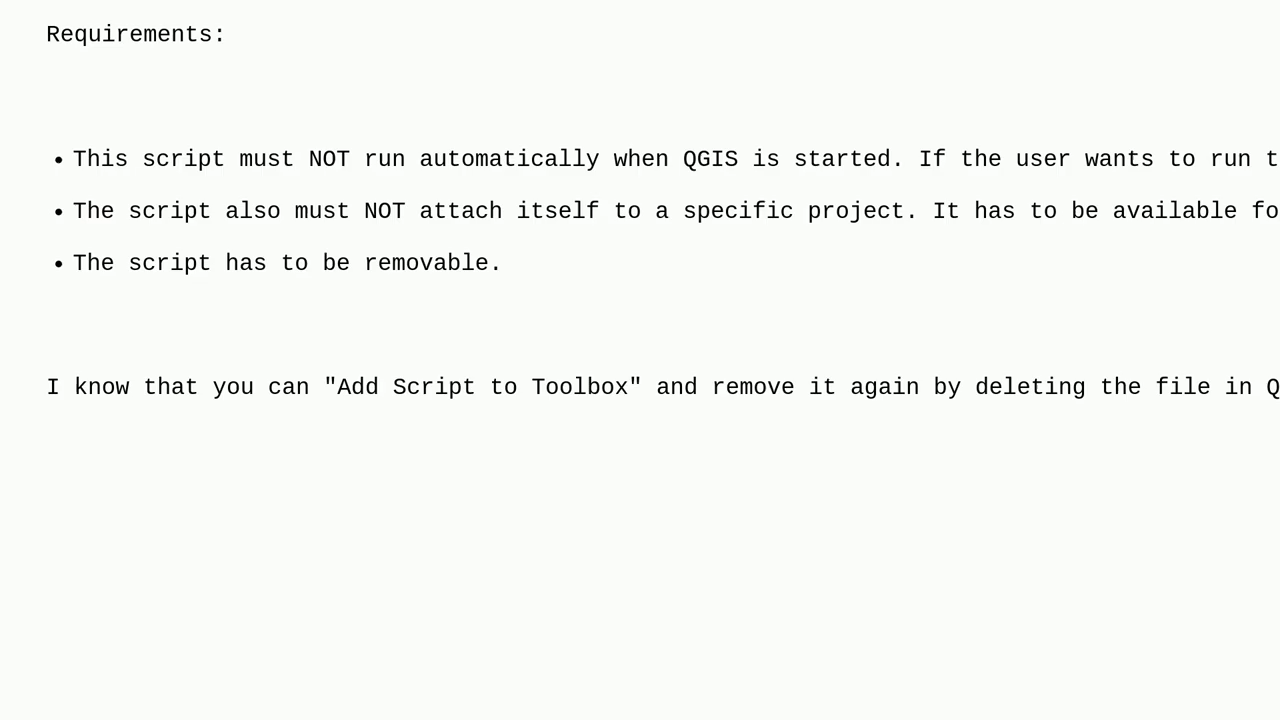 Requirements:
• This script must NOT run automatically when QGIS is started. If the user wants to run
• The script also must NOT attach itself to a specific project. It has to be available
• The script has to be removable.
I know that you can "Add Script to Toolbox" and remove it again by deleting the file in